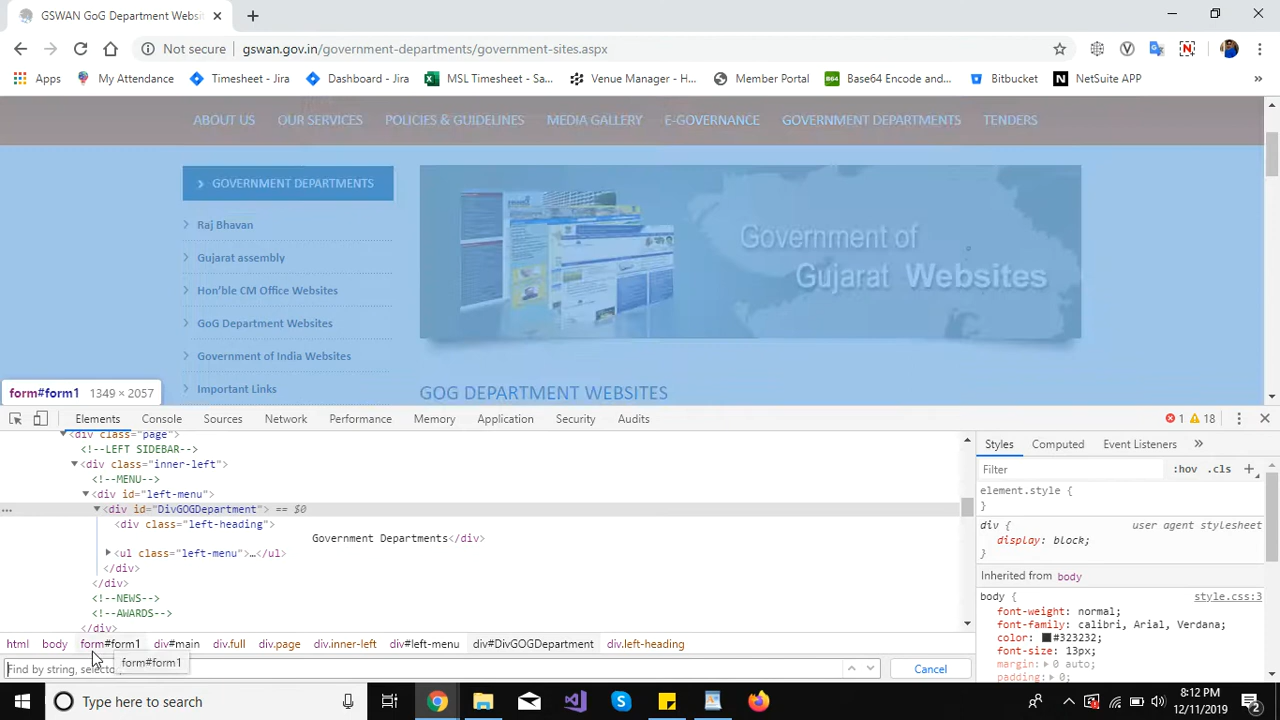 GSWAN GoG Department Websit
Not secure gswan.gov.in/government-departments/government-sites.aspx
Apps My Attendance Timesheet - Jira Dashboard - Jira MSL Timesheet - Sa... Venue Manager - H... Member Portal B64 Base64 Encode and... Bitbucket N NetSuite APP »
ABOUT US OUR SERVICES POLICIES & GUIDELINES MEDIA GALLERY E-GOVERNANCE GOVERNMENT DEPARTMENTS TENDERS
GOVERNMENT DEPARTMENTS
Raj Bhavan
Gujarat assembly
Hon'ble CM Office Websites
GoG Department Websites
Government of India Websites
Important Links
Government of
Gujarat Websites
GOG DEPARTMENT WEBSITES
form#form1 1349 × 2057
Elements Console Sources Network Performance Memory Application Security Audits 1 18
<div class="page">
<!--LEFT SIDEBAR-->
<div class="inner-left">
<!--MENU-->
<div id="left-menu">
... <div id="DivGOGDepartment"> == $0
<div class="left-heading">
Government Departments</div>
<ul class="left-menu">…</ul>
</div>
</div>
<!--NEWS-->
<!--AWARDS-->
</div>
html body form#form1 div#main div.full div.page div.inner-left div#left-menu div#DivGOGDepartment div.left-heading
form#form1
Find by string, selecto Cancel
Styles Computed Event Listeners »
Filter :hov .cls +
element.style {
}
div { user agent stylesheet
display: block;
}
Inherited from body
body { style.css:3
font-weight: normal;
font-family: calibri, Arial, Verdana;
color: #323232;
font-size: 13px;
margin: 0 auto;
padding: 0;
Type here to search
8:12 PM
12/11/2019
2